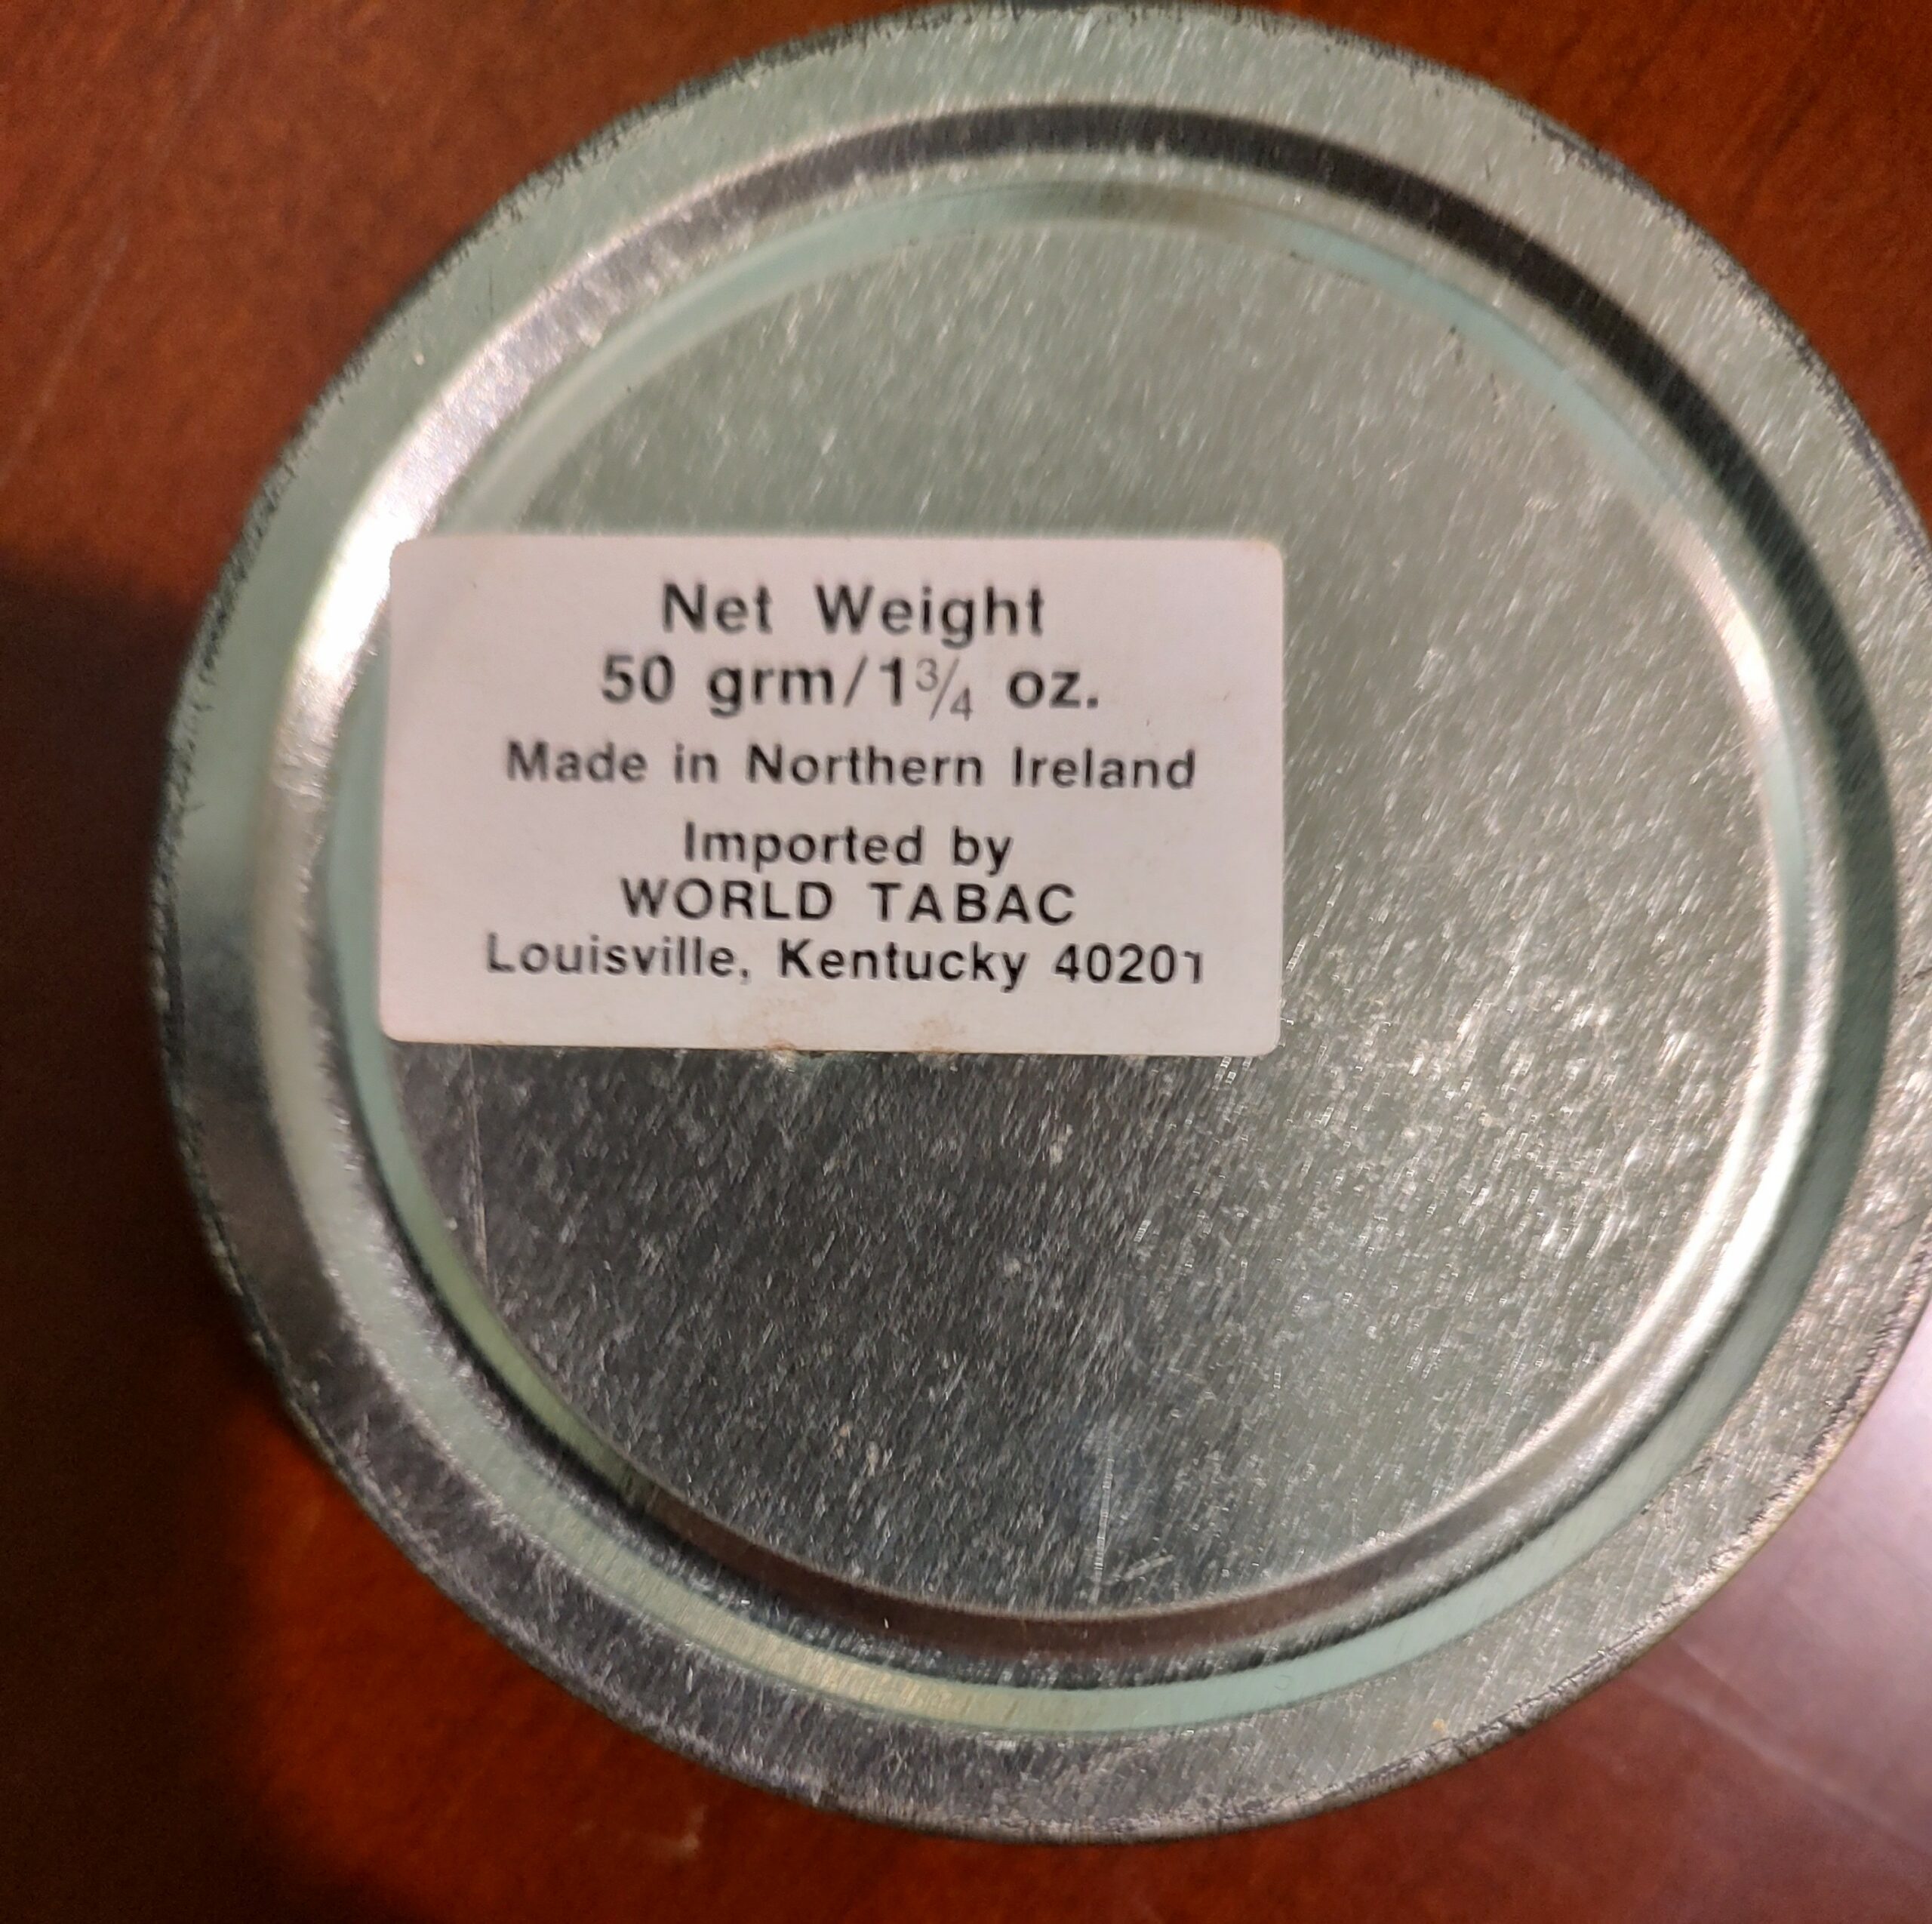 Net Weight
50 grm/1¾ oz.
Made in Northern Ireland
Imported by
WORLD TABAC
Louisville, Kentucky 40201